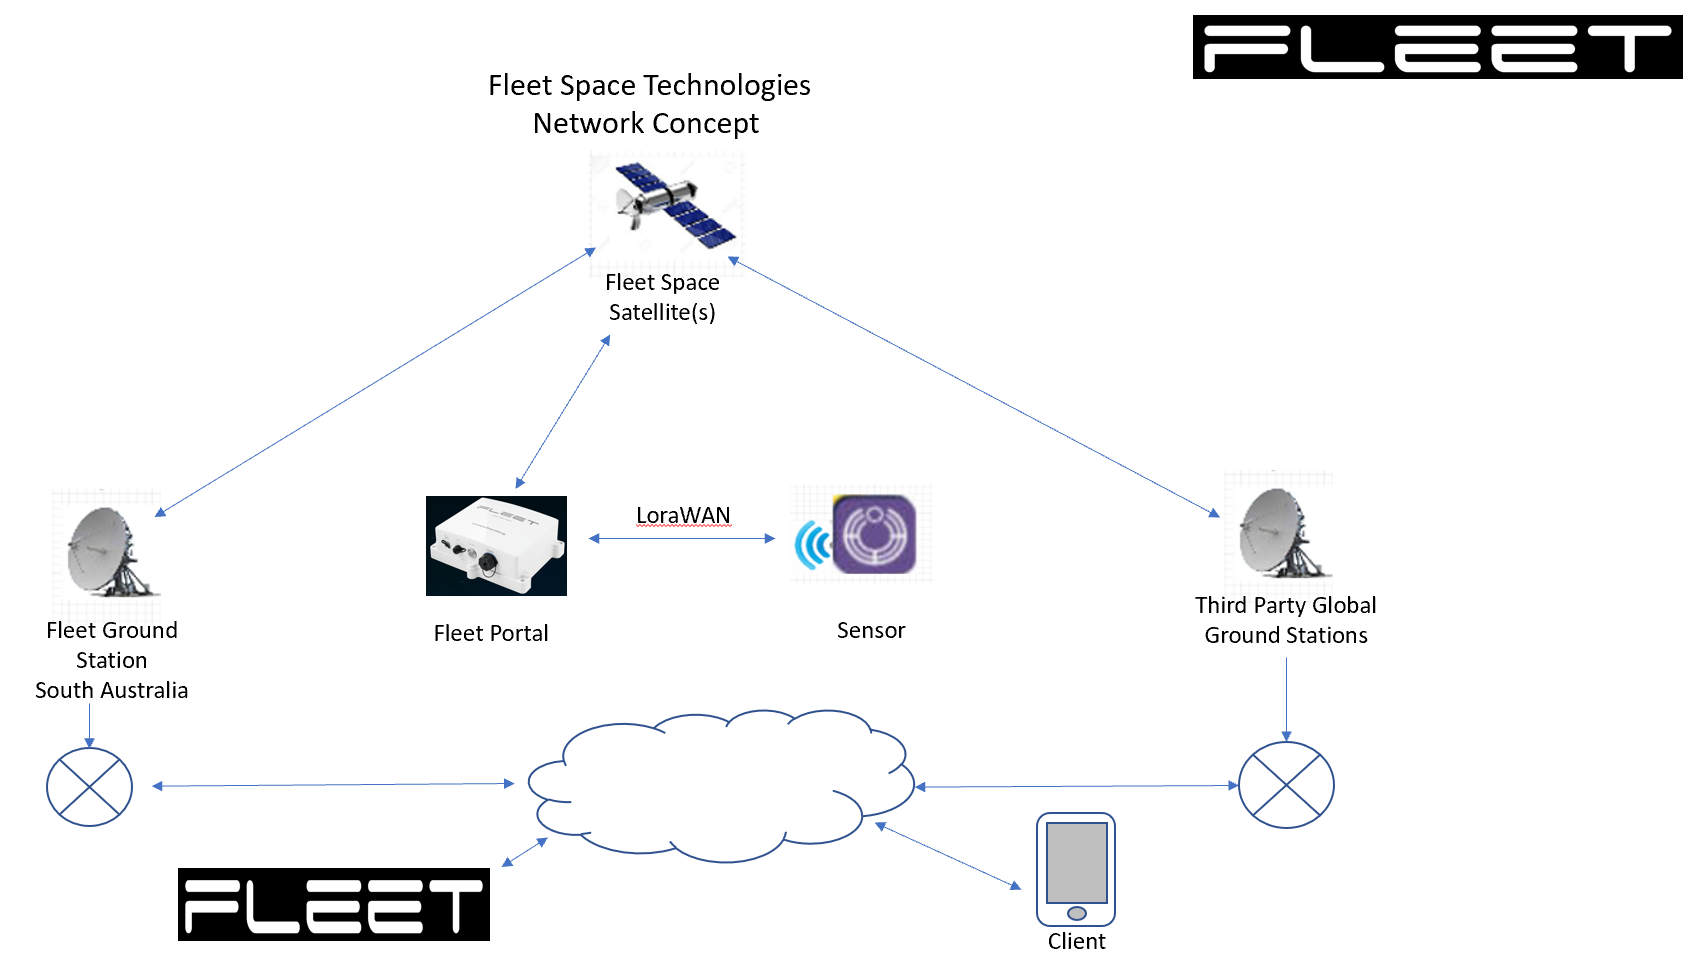 FLEET
Fleet Space Technologies
Network Concept
Fleet Space
Satellite(s)
FLEET
LoraWAN
Fleet Ground
Station
South Australia
Fleet Portal
Sensor
Third Party Global
Ground Stations
FLEET
Client